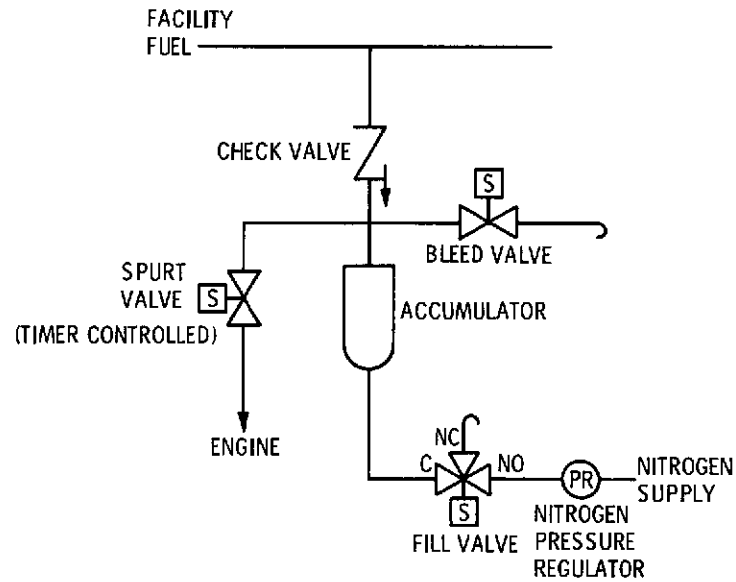 FACILITY
FUEL
CHECK VALVE
S
BLEED VALVE
SPURT
VALVE
(TIMER CONTROLLED)
S
ACCUMULATOR
ENGINE
NC
C
NO
PR
NITROGEN
SUPPLY
S
FILL VALVE
NITROGEN
PRESSURE
REGULATOR